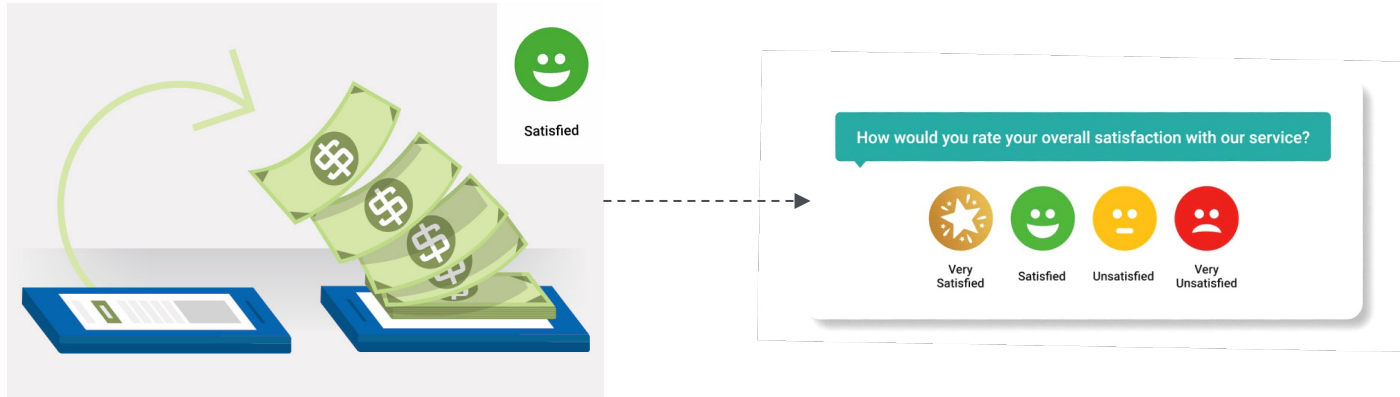 Satisfied
How would you rate your overall satisfaction with our service?
Very
Satisfied
Satisfied
Unsatisfied
Very
Unsatisfied